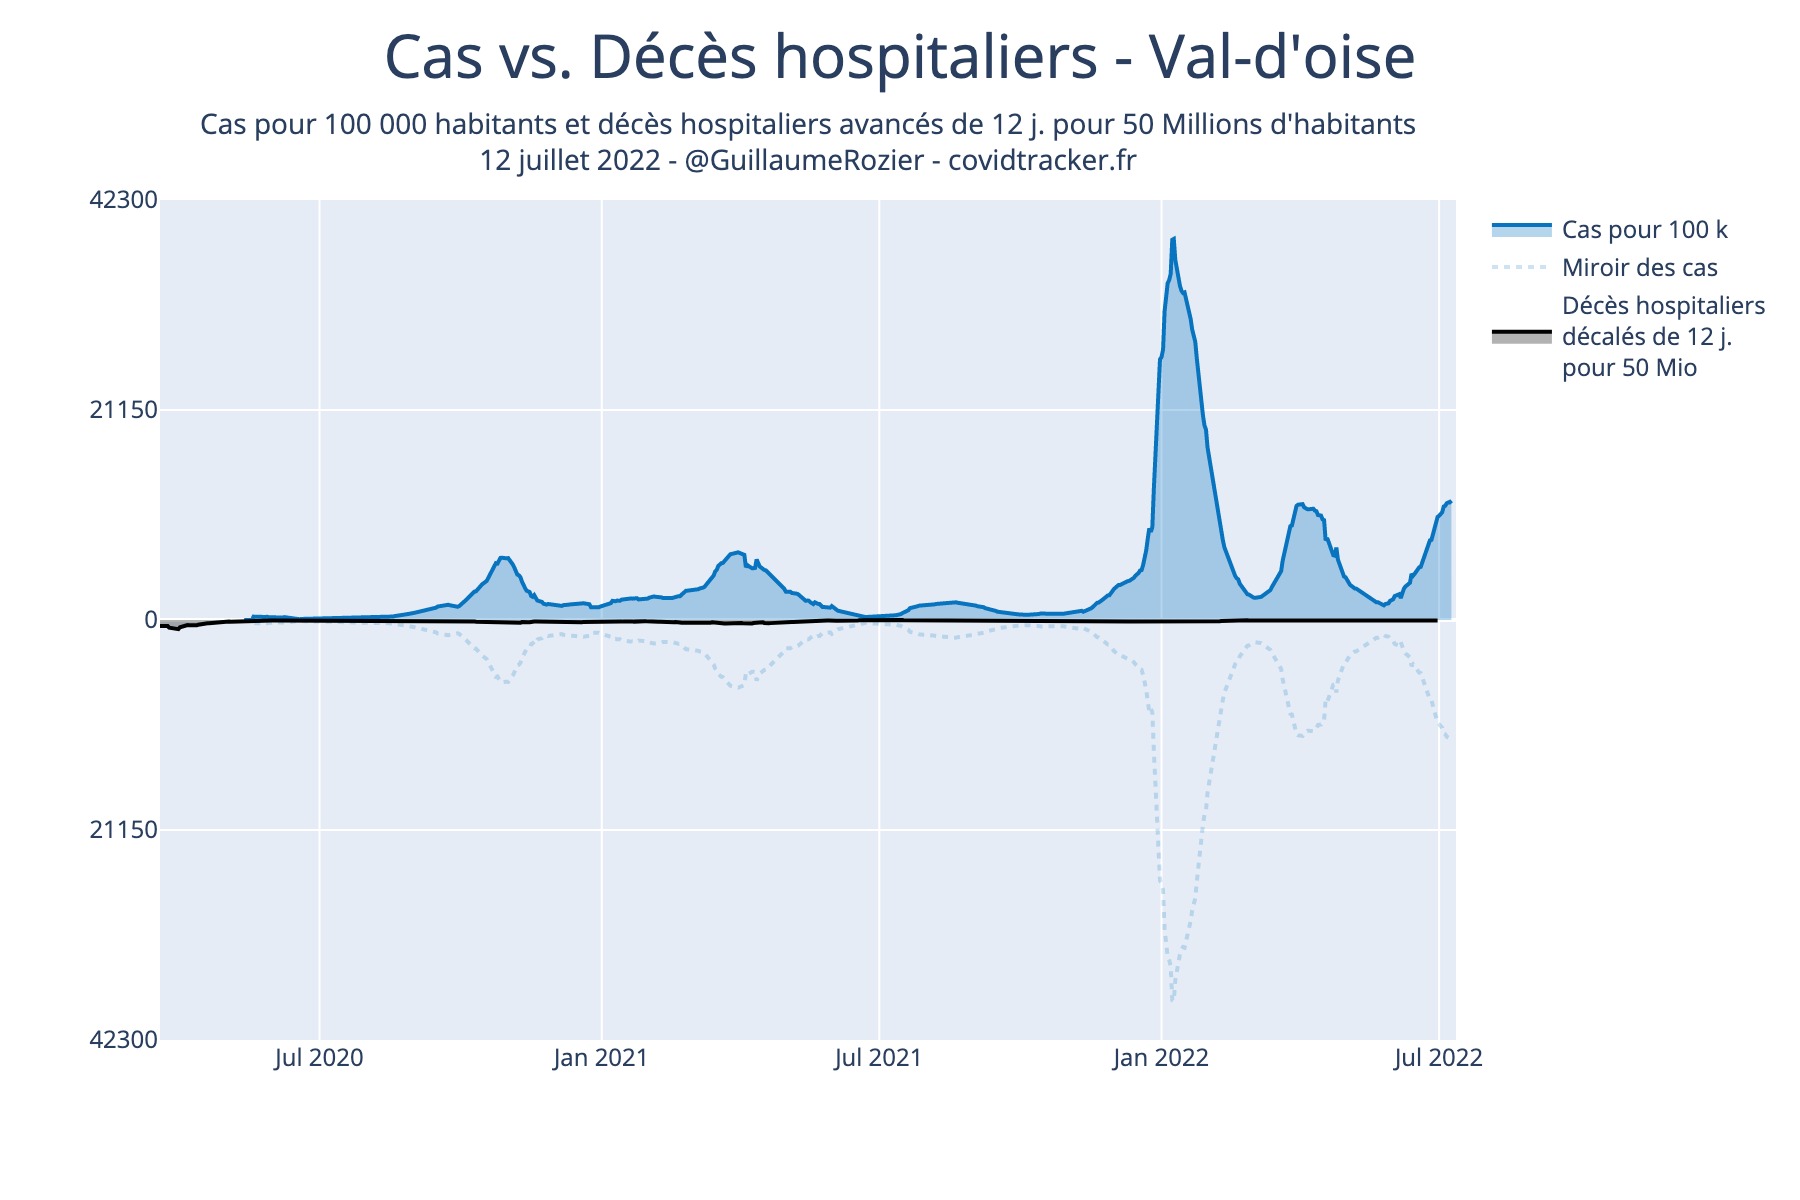 Cas vs. Décès hospitaliers - Val-d'oise
Cas pour 100 000 habitants et décès hospitaliers avancés de 12 j. pour 50 Millions d'habitants
12 juillet 2022 - @GuillaumeRozier - covidtracker.fr
42300
21150
0
21150
42300
Jul 2020
Jan 2021
Jul 2021
Jan 2022
Jul 2022
Cas pour 100 k
Miroir des cas
Décès hospitaliers
décalés de 12 j.
pour 50 Mio